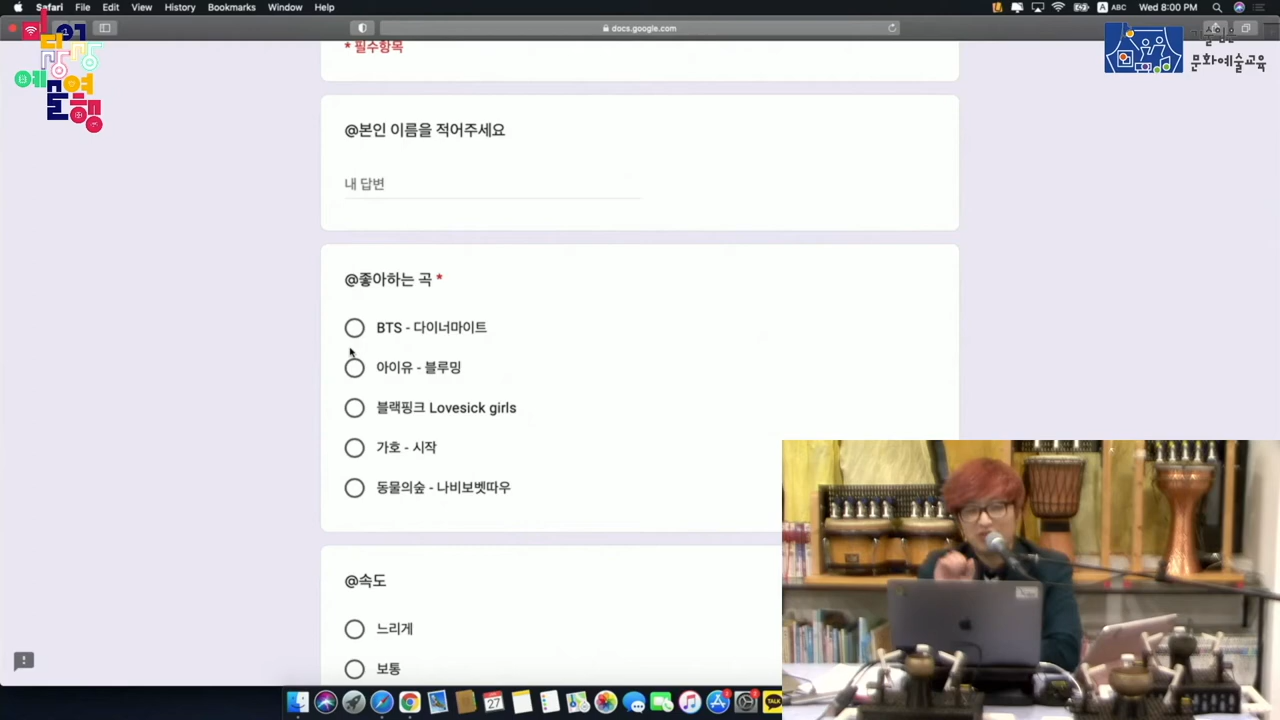 Safari File Edit View History Bookmarks Window Help
ABC Wed 8:00 PM
docs.google.com
문화예술교육
* 필수항목
@본인 이름을 적어주세요
내 답변
@좋아하는 곡 *
BTS - 다이너마이트
아이유 - 블루밍
블랙핑크 Lovesick girls
가호 - 시작
동물의숲 - 나비보벳따우
@속도
느리게
보통
27
TALK